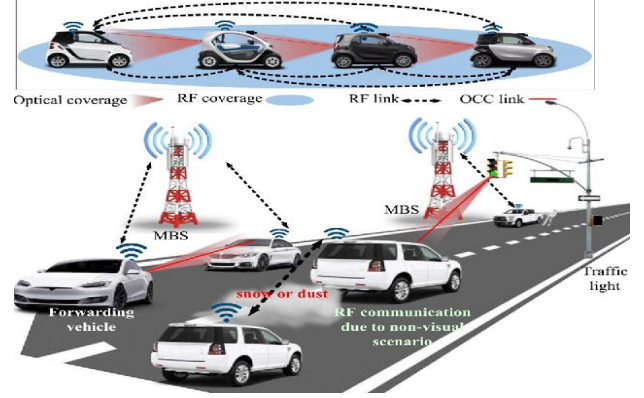 Optical coverage RF coverage RF link OCC link
MBS
MBS
Traffic
light
Forwarding
vehicle
snow or dust
RF communication
due to non-visual
scenario